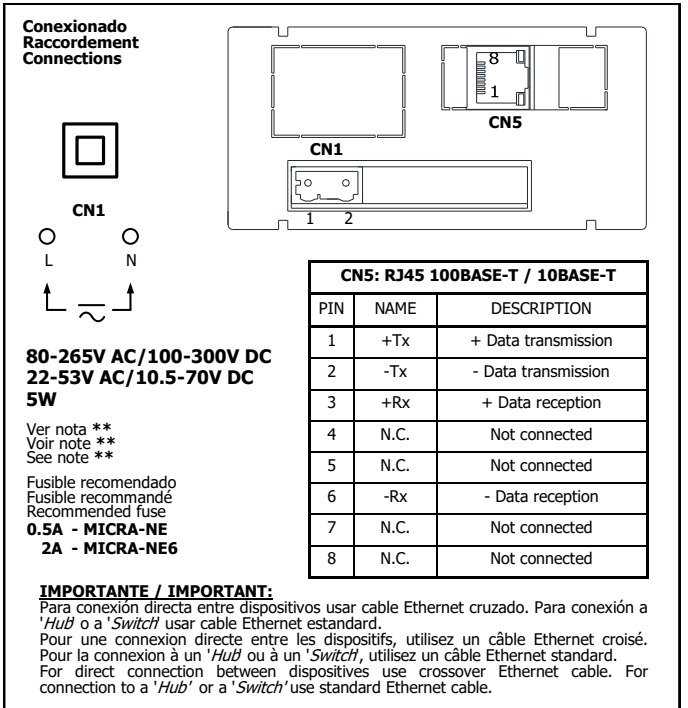 Conexionado
Raccordement
Connections
8
1
CN5
CN1
1 2
CN1
L N
80-265V AC/100-300V DC
22-53V AC/10.5-70V DC
5W
Ver nota **
Voir note **
See note **
Fusible recomendado
Fusible recommandé
Recommended fuse
0.5A - MICRA-NE
2A - MICRA-NE6
CN5: RJ45 100BASE-T / 10BASE-T
PIN NAME DESCRIPTION
1 +Tx + Data transmission
2 -Tx - Data transmission
3 +Rx + Data reception
4 N.C. Not connected
5 N.C. Not connected
6 -Rx - Data reception
7 N.C. Not connected
8 N.C. Not connected
IMPORTANTE / IMPORTANT:
Para conexión directa entre dispositivos usar cable Ethernet cruzado. Para conexión a
'Hub' o a 'Switch' usar cable Ethernet estandard.
Pour une connexion directe entre les dispositifs, utilisez un câble Ethernet croisé.
Pour la connexion à un 'Hub' ou à un 'Switch', utilisez un câble Ethernet standard.
For direct connection between dispositives use crossover Ethernet cable. For
connection to a 'Hub' or a 'Switch' use standard Ethernet cable.